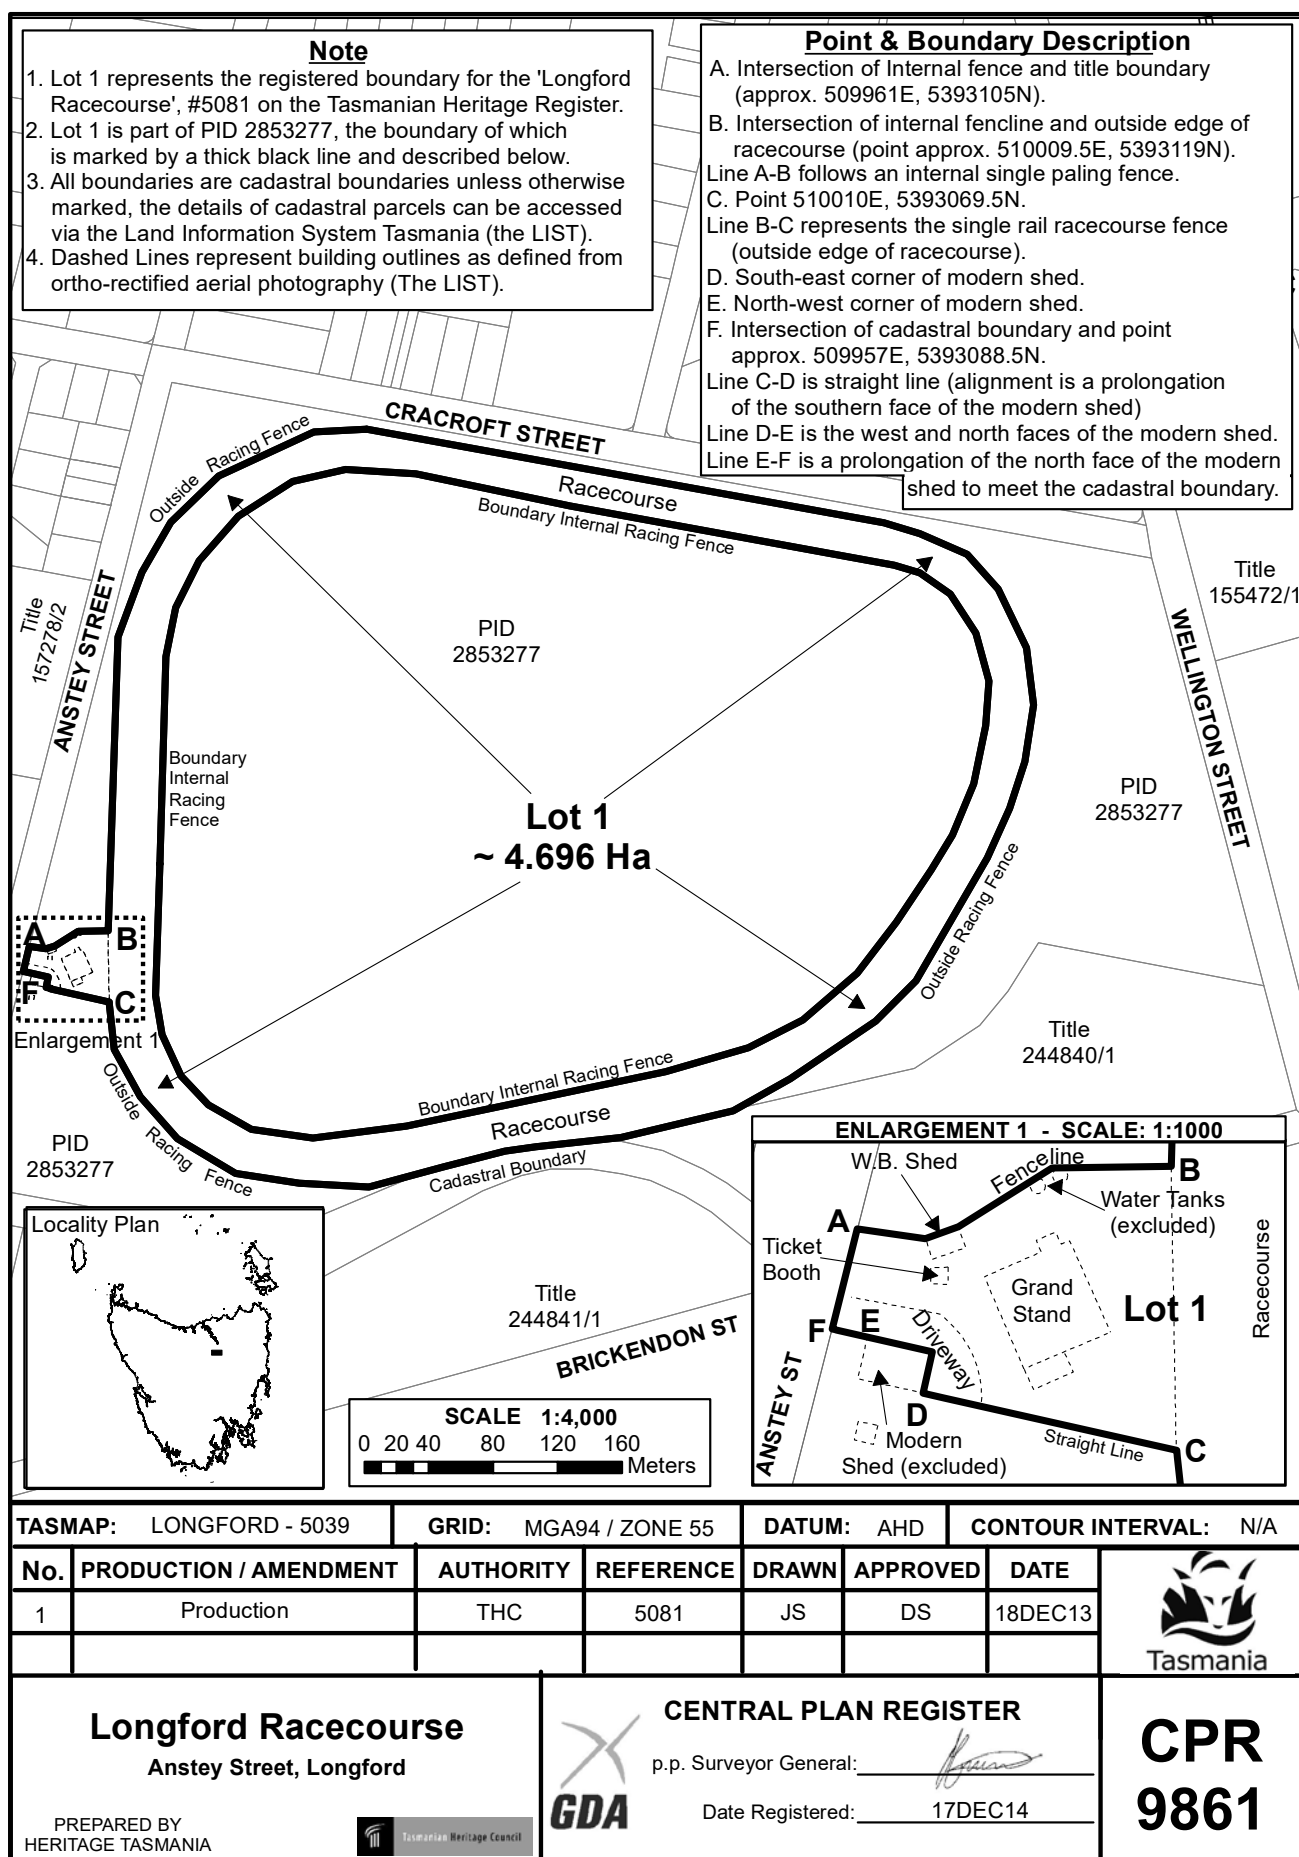 Note
1. Lot 1 represents the registered boundary for the 'Longford
Racecourse', #5081 on the Tasmanian Heritage Register.
2. Lot 1 is part of PID 2853277, the boundary of which
is marked by a thick black line and described below.
3. All boundaries are cadastral boundaries unless otherwise
marked, the details of cadastral parcels can be accessed
via the Land Information System Tasmania (the LIST).
4. Dashed Lines represent building outlines as defined from
ortho-rectified aerial photography (The LIST).
Point & Boundary Description
A. Intersection of Internal fence and title boundary
(approx. 509961E, 5393105N).
B. Intersection of internal fencline and outside edge of
racecourse (point approx. 510009.5E, 5393119N).
Line A-B follows an internal single paling fence.
C. Point 510010E, 5393069.5N.
Line B-C represents the single rail racecourse fence
(outside edge of racecourse).
D. South-east corner of modern shed.
E. North-west corner of modern shed.
F. Intersection of cadastral boundary and point
approx. 509957E, 5393088.5N.
Line C-D is straight line (alignment is a prolongation
of the southern face of the modern shed)
Line D-E is the west and north faces of the modern shed.
Line E-F is a prolongation of the north face of the modern
shed to meet the cadastral boundary.
CRACROFT STREET
Outside Racing Fence
Racecourse
Boundary Internal Racing Fence
Title
155472/1
Title
157278/2
ANSTEY STREET
WELLINGTON STREET
PID
2853277
Boundary
Internal
Racing
Fence
Lot 1
~ 4.696 Ha
PID
2853277
Outside Racing Fence
A
B
F
C
Enlargement 1
Title
244840/1
Outside Racing Fence
Boundary Internal Racing Fence
Racecourse
Cadastral Boundary
PID
2853277
Locality Plan
Title
244841/1
BRICKENDON ST
SCALE 1:4,000
0 20 40 80 120 160
Meters
ENLARGEMENT 1 - SCALE: 1:1000
W.B. Shed
Fenceline
B
Water Tanks
(excluded)
A
Ticket
Booth
Grand
Stand
Lot 1
Racecourse
F
E
Driveway
ANSTEY ST
D
Modern
Shed (excluded)
Straight Line
C
TASMAP: LONGFORD - 5039 GRID: MGA94 / ZONE 55 DATUM: AHD CONTOUR INTERVAL: N/A
No. PRODUCTION / AMENDMENT AUTHORITY REFERENCE DRAWN APPROVED DATE
1 Production THC 5081 JS DS 18DEC13
Tasmania
Longford Racecourse
Anstey Street, Longford
PREPARED BY
HERITAGE TASMANIA
Tasmanian Heritage Council
GDA
CENTRAL PLAN REGISTER
p.p. Surveyor General:
Date Registered: 17DEC14
CPR
9861